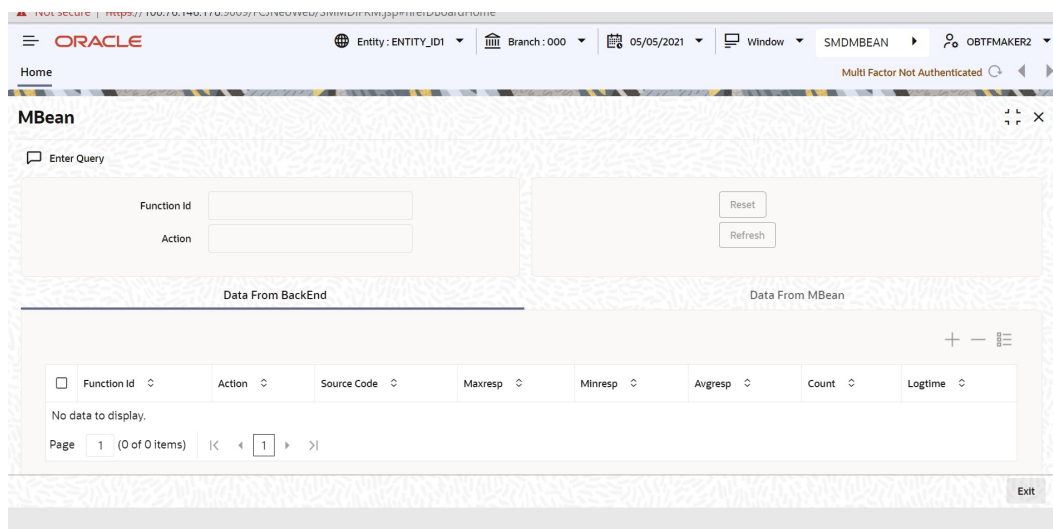 Not secure | https://100.76.146.178:9009/FCJNeoWeb/SMMDIFRM.jsp#hrefDBoardHome
ORACLE Entity : ENTITY_ID1 Branch : 000 05/05/2021 Window SMDMBEAN OBTFMAKER2
Home Multi Factor Not Authenticated
MBean
Enter Query
Function Id Reset
Action Refresh
Data From BackEnd Data From MBean
Function Id Action Source Code Maxresp Minresp Avgresp Count Logtime
No data to display.
Page 1 (0 of 0 items) 1
Exit